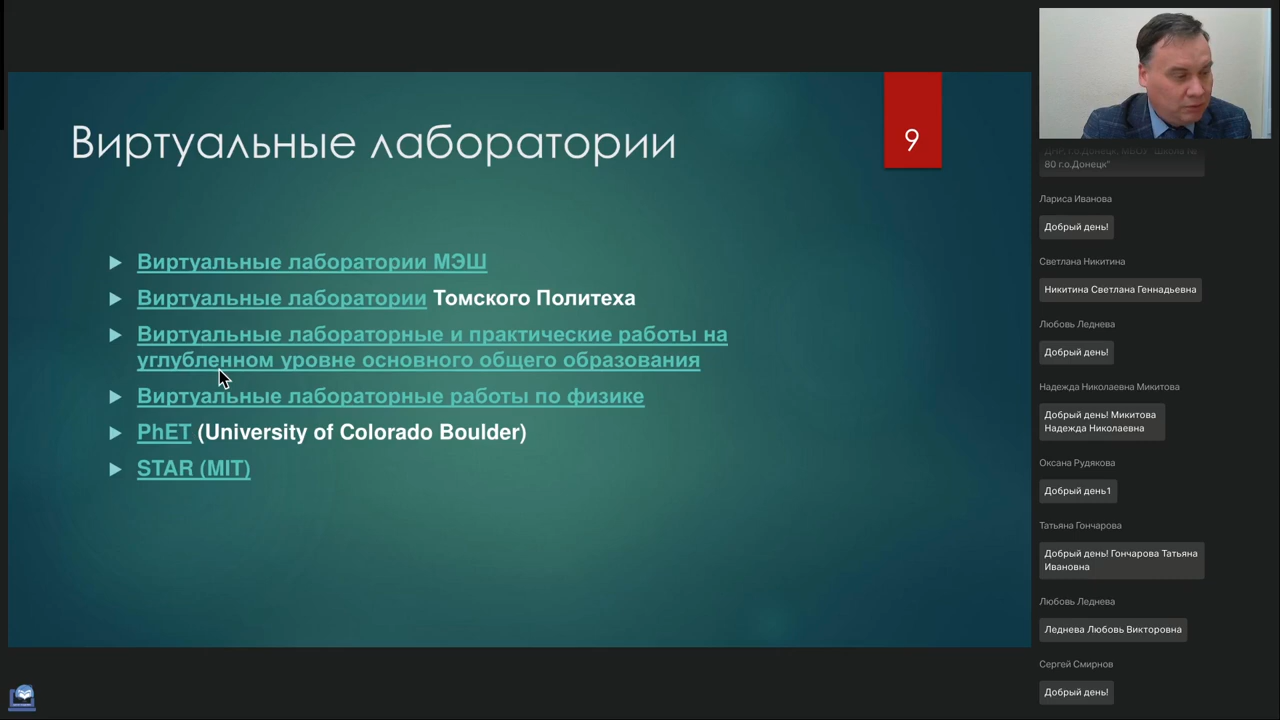 Виртуальные лаборатории
9
Виртуальные лаборатории МЭШ
Виртуальные лаборатории Томского Политеха
Виртуальные лабораторные и практические работы на
углубленном уровне основного общего образования
Виртуальные лабораторные работы по физике
PhET (University of Colorado Boulder)
STAR (MIT)
80 г.о.Донецк"
Лариса Иванова
Добрый день!
Светлана Никитина
Никитина Светлана Геннадьевна
Любовь Леднева
Добрый день!
Надежда Николаевна Микитова
Добрый день! Микитова
Надежда Николаевна
Оксана Рудякова
Добрый день1
Татьяна Гончарова
Добрый день! Гончарова Татьяна
Ивановна
Любовь Леднева
Леднева Любовь Викторовна
Сергей Смирнов
Добрый день!